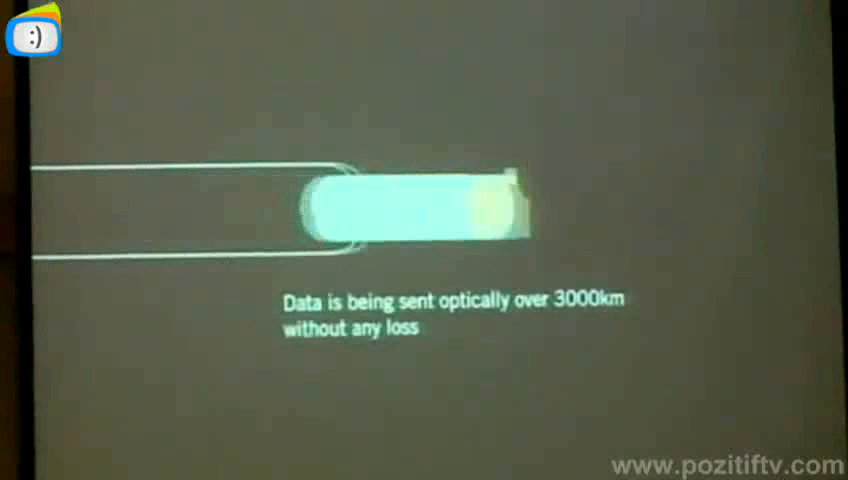 :)
Data is being sent optically over 3000km
without any loss
www.pozitiftv.com